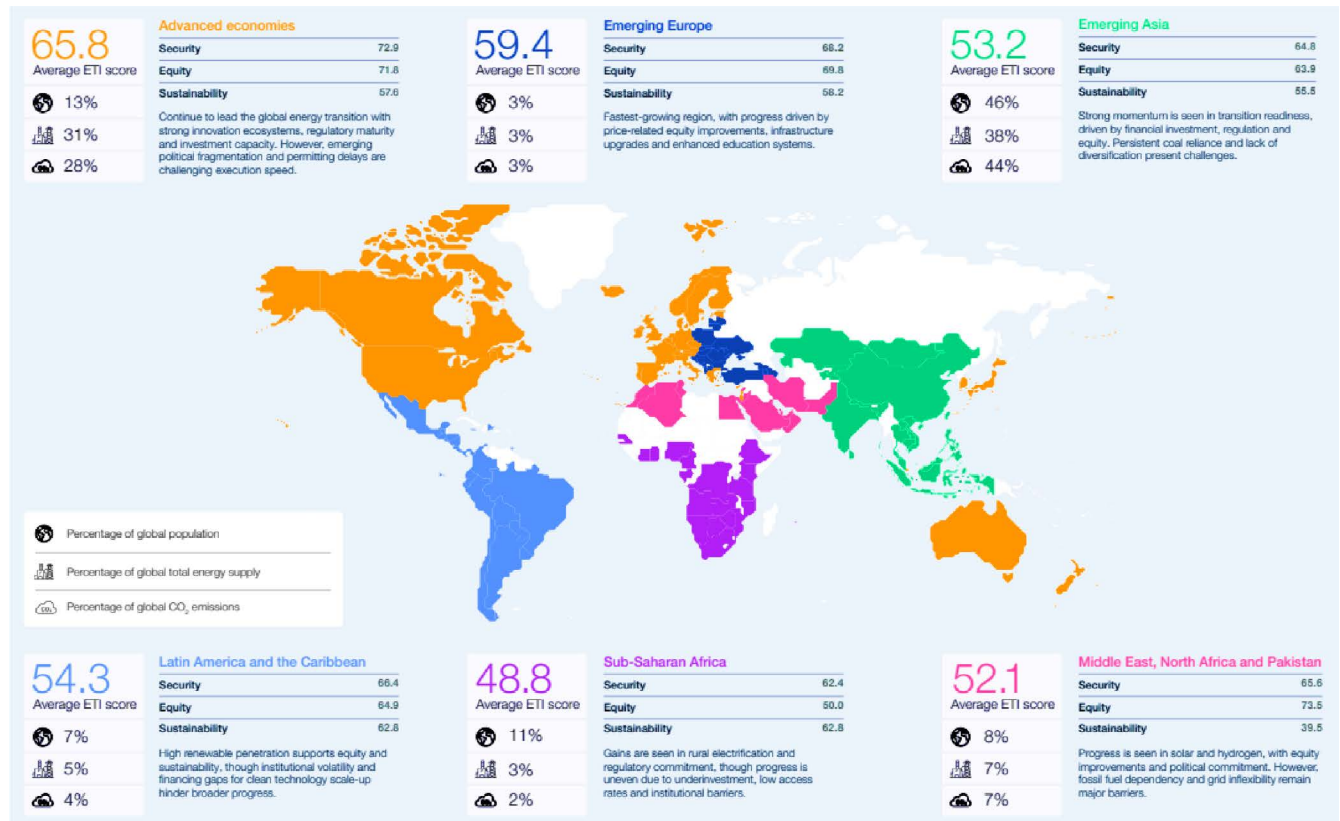 65.8
Average ETI score
13%
31%
28%
Advanced economies
Security 72.9
Equity 71.8
Sustainability 57.6
Continue to lead the global energy transition with
strong innovation ecosystems, regulatory maturity
and investment capacity. However, emerging
political fragmentation and permitting delays are
challenging execution speed.
59.4
Average ETI score
3%
3%
3%
Emerging Europe
Security 68.2
Equity 69.8
Sustainability 58.2
Fastest-growing region, with progress driven by
price-related equity improvements, infrastructure
upgrades and enhanced education systems.
53.2
Average ETI score
46%
38%
44%
Emerging Asia
Security 64.8
Equity 63.9
Sustainability 55.5
Strong momentum is seen in transition readiness,
driven by financial investment, regulation and
equity. Persistent coal reliance and lack of
diversification present challenges.
Percentage of global population
Percentage of global total energy supply
Percentage of global CO₂ emissions
54.3
Average ETI score
7%
5%
4%
Latin America and the Caribbean
Security 66.4
Equity 64.9
Sustainability 62.8
High renewable penetration supports equity and
sustainability, though institutional volatility and
financing gaps for clean technology scale-up
hinder broader progress.
48.8
Average ETI score
11%
3%
2%
Sub-Saharan Africa
Security 62.4
Equity 50.0
Sustainability 62.8
Gains are seen in rural electrification and
regulatory commitment, though progress is
uneven due to underinvestment, low access
rates and institutional barriers.
52.1
Average ETI score
8%
7%
7%
Middle East, North Africa and Pakistan
Security 65.6
Equity 73.5
Sustainability 39.5
Progress is seen in solar and hydrogen, with equity
improvements and political commitment. However,
fossil fuel dependency and grid inflexibility remain
major barriers.